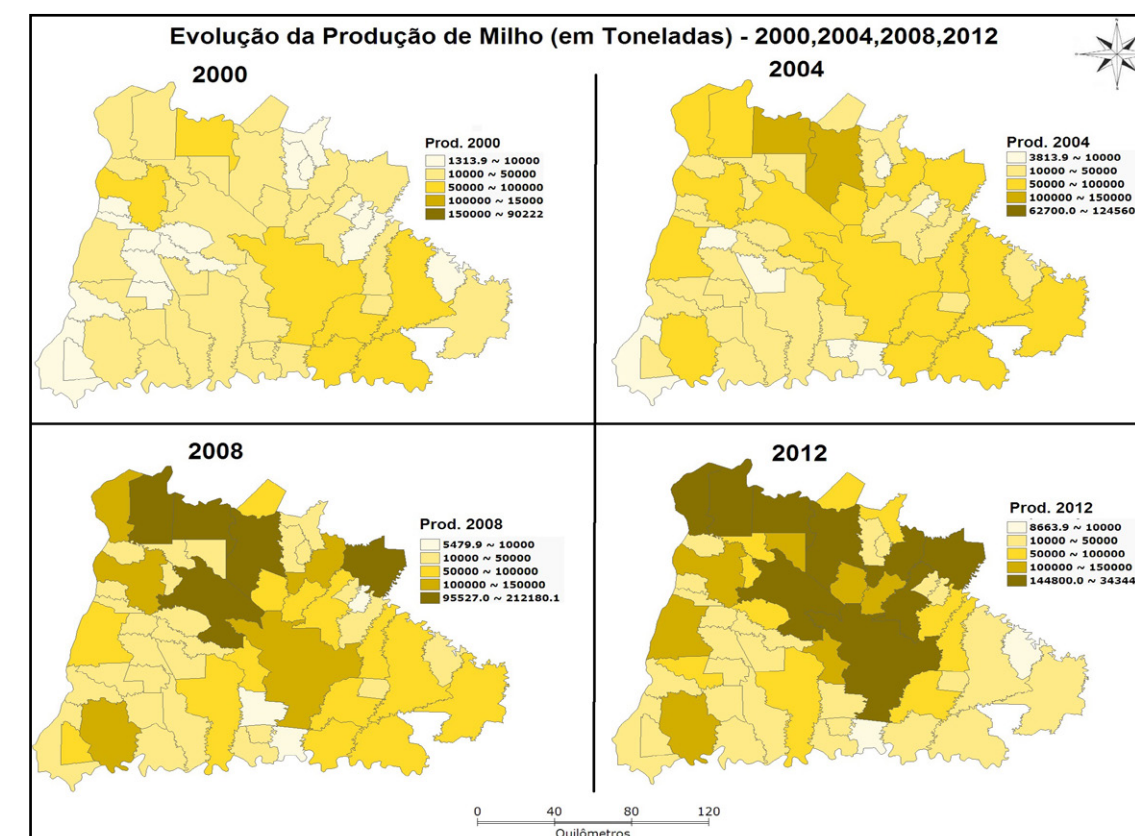 Evolução da Produção de Milho (em Toneladas) - 2000,2004,2008,2012
2000
Prod. 2000
1313.9 ~ 10000
10000 ~ 50000
50000 ~ 100000
100000 ~ 15000
150000 ~ 90222
2004
Prod. 2004
3813.9 ~ 10000
10000 ~ 50000
50000 ~ 100000
100000 ~ 150000
62700.0 ~ 124560
2008
Prod. 2008
5479.9 ~ 10000
10000 ~ 50000
50000 ~ 100000
100000 ~ 150000
95527.0 ~ 212180.1
2012
Prod. 2012
8663.9 ~ 10000
10000 ~ 50000
50000 ~ 100000
100000 ~ 150000
144800.0 ~ 34344
0 40 80 120
Quilômetros